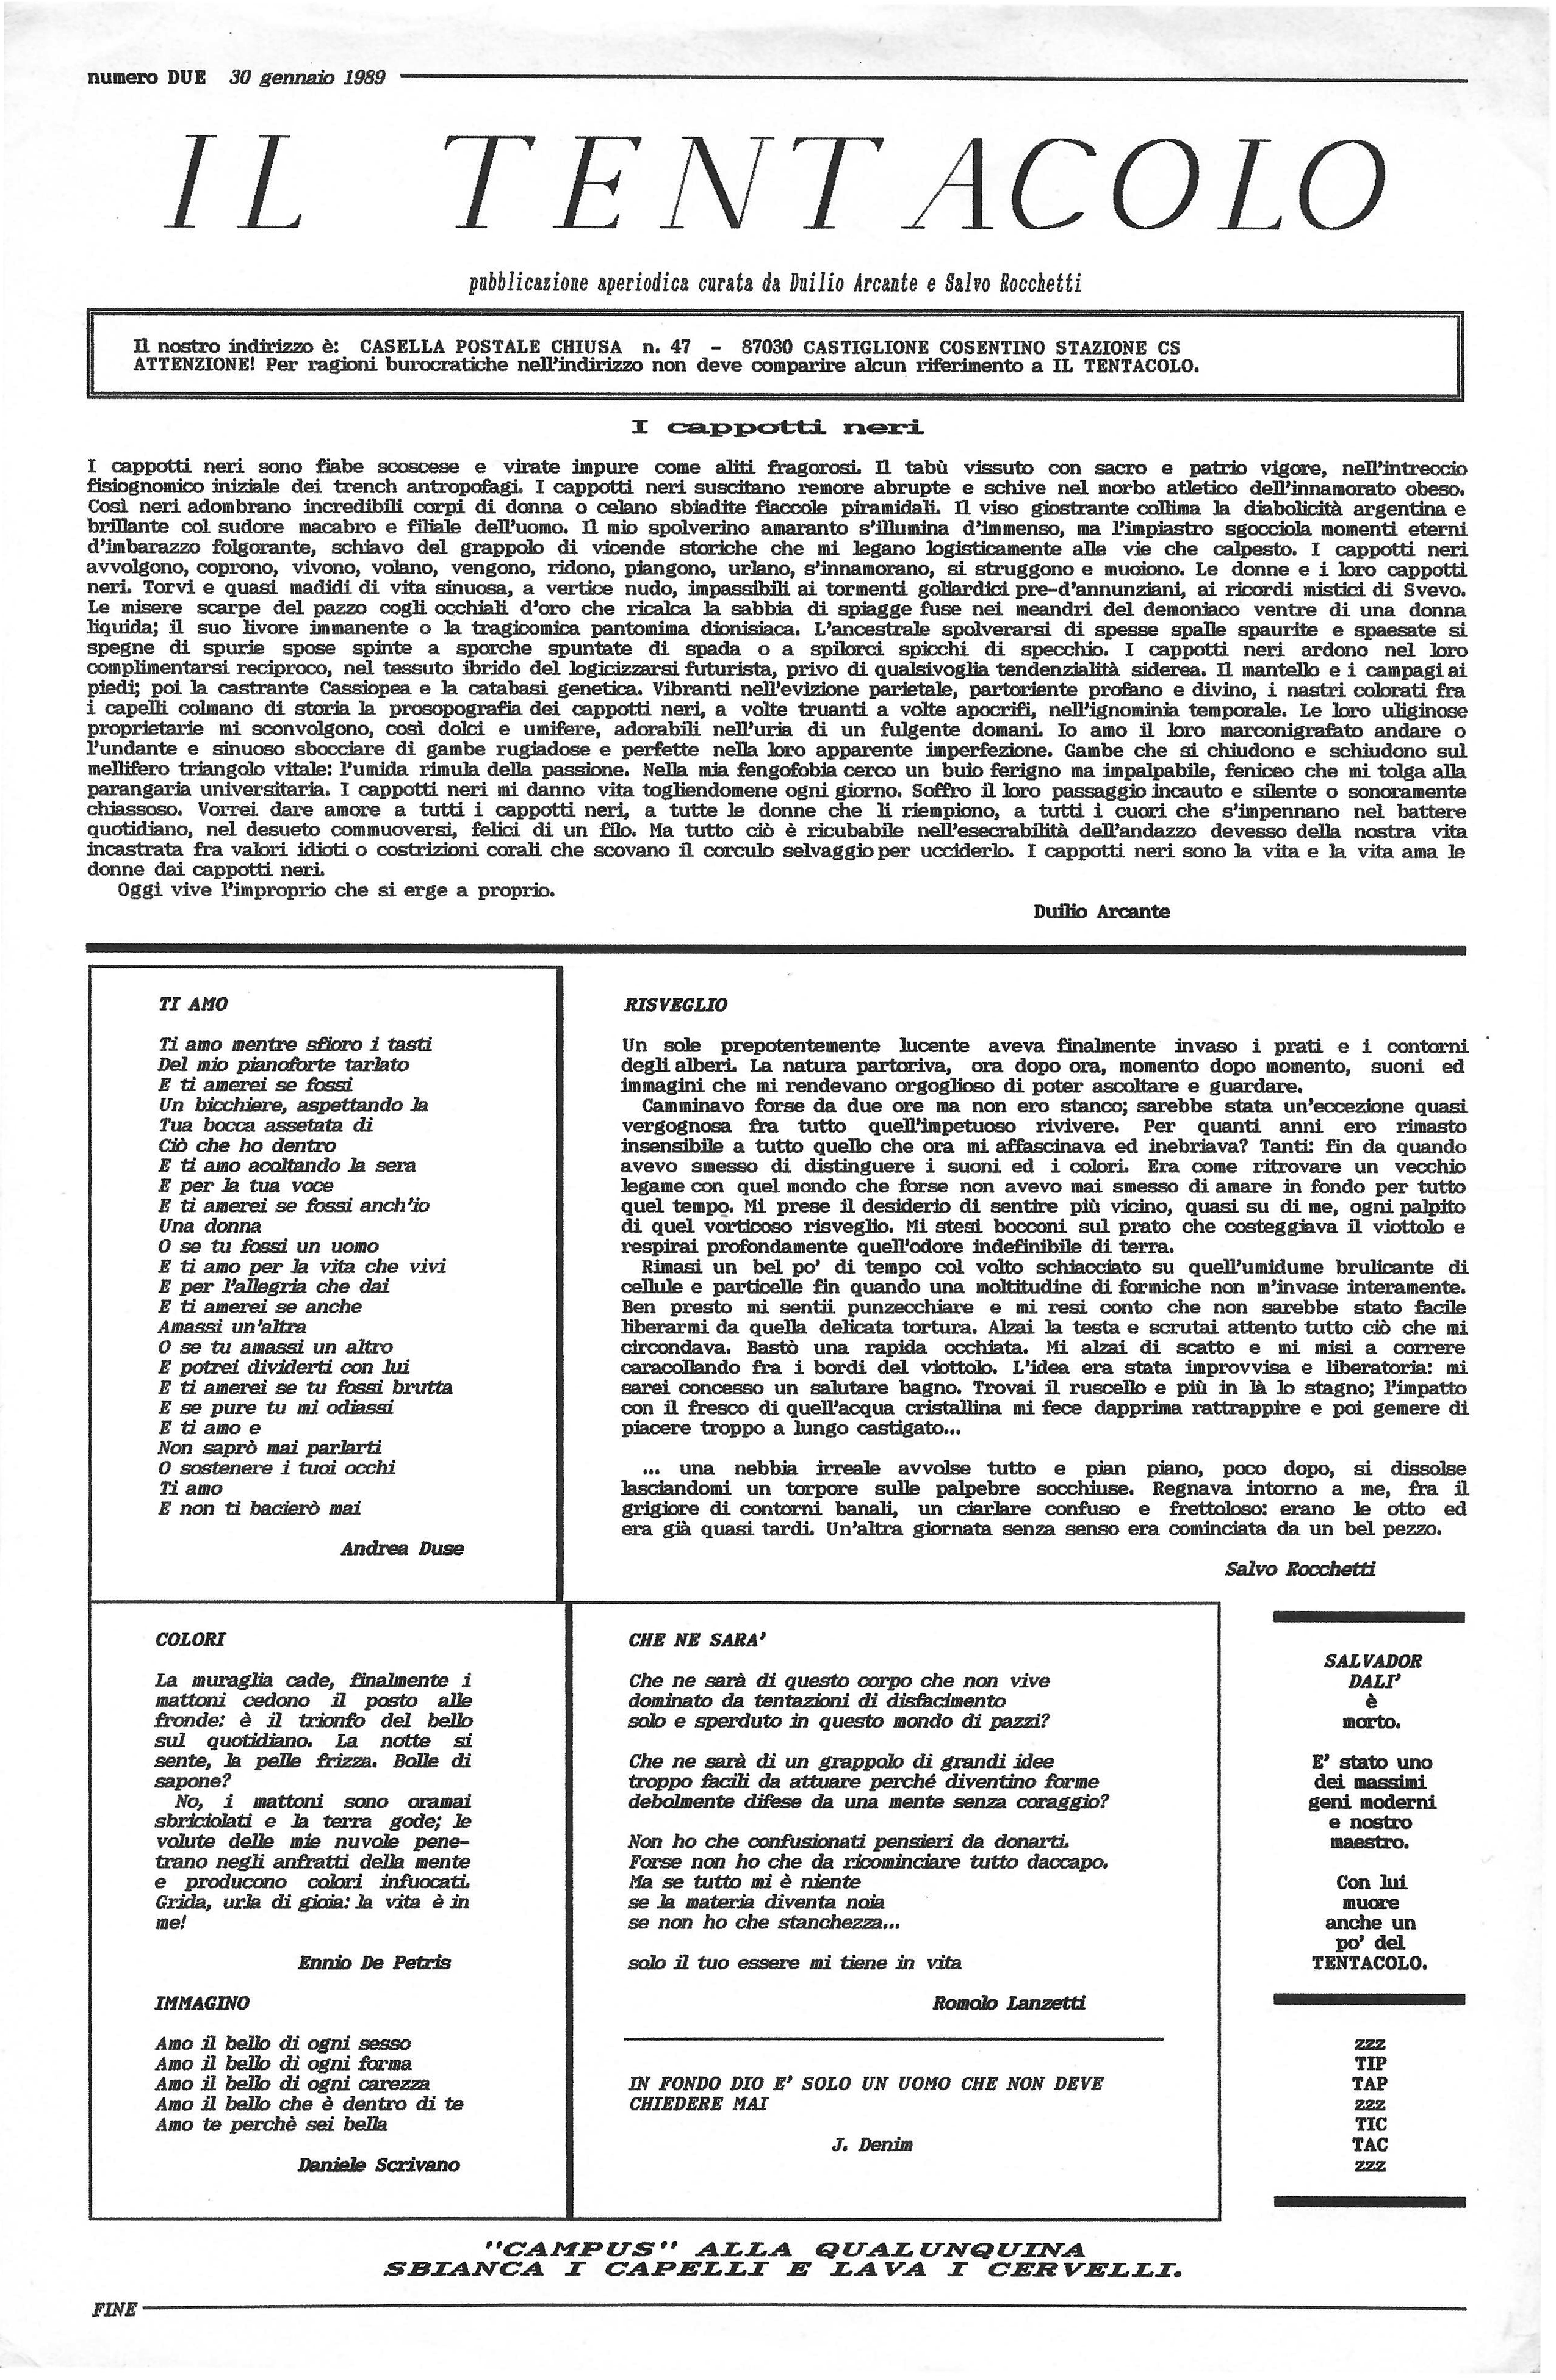 numero DUE 30 gennaio 1989
IL TENTACOLO
pubblicazione aperiodica curata da Duilio Arcante e Salvo Rocchetti
Il nostro indirizzo è: CASELLA POSTALE CHIUSA n. 47 - 87030 CASTIGLIONE COSENTINO STAZIONE CS
ATTENZIONE! Per ragioni burocratiche nell'indirizzo non deve comparire alcun riferimento a IL TENTACOLO.
I cappotti neri
I cappotti neri sono fiabe scoscese e virate impure come aliti fragorosi. Il tabù vissuto con sacro e patrio vigore, nell'intreccio
fisiognomico iniziale dei trench antropofagi. I cappotti neri suscitano remore abrupte e schive nel morbo atletico dell'innamorato obeso.
Così neri adombrano incredibili corpi di donna o celano sbiadite fiaccole piramidali. Il viso giostrante collima la diabolicità argentina e
brillante col sudore macabro e filiale dell'uomo. Il mio spolverino amaranto s'illumina d'immenso, ma l'impiastro sgocciola momenti eterni
d'imbarazzo folgorante, schiavo del grappolo di vicende storiche che mi legano logisticamente alle vie che calpesto. I cappotti neri
avvolgono, coprono, vivono, volano, vengono, ridono, piangono, urlano, s'innamorano, si struggono e muoiono. Le donne e i loro cappotti
neri. Torvi e quasi madidi di vita sinuosa, a vertice nudo, impassibili ai tormenti goliardici pre-d'annunziani, ai ricordi mistici di Svevo.
Le misere scarpe del pazzo cogli occhiali d'oro che ricalca la sabbia di spiagge fuse nei meandri del demoniaco ventre di una donna
liquida; il suo livore immanente o la tragicomica pantomima dionisiaca. L'ancestrale spolverarsi di spesse spalle spaurite e spaesate si
spegne di spurie spose spinte a sporche spuntate di spada o a spilorci spicchi di specchio. I cappotti neri ardono nel loro
complimentarsi reciproco, nel tessuto ibrido del logicizzarsi futurista, privo di qualsivoglia tendenzialità siderea. Il mantello e i campagi ai
piedi; poi la castrante Cassiopea e la catabasi genetica. Vibranti nell'evizione parietale, partoriente profano e divino, i nastri colorati fra
i capelli colmano di storia la prosopografia dei cappotti neri, a volte truanti a volte apocrifi, nell'ignominia temporale. Le loro uliginose
proprietarie mi sconvolgono, così dolci e umifere, adorabili nell'uria di un fulgente domani. Io amo il loro marconigrafato andare o
l'undante e sinuoso sbocciare di gambe rugiadose e perfette nella loro apparente imperfezione. Gambe che si chiudono e schiudono sul
mellifero triangolo vitale: l'umida rimula della passione. Nella mia fengofobia cerco un buio ferigno ma impalpabile, feniceo che mi tolga alla
parangaria universitaria. I cappotti neri mi danno vita togliendomene ogni giorno. Soffro il loro passaggio incauto e silente o sonoramente
chiassoso. Vorrei dare amore a tutti i cappotti neri, a tutte le donne che li riempiono, a tutti i cuori che s'impennano nel battere
quotidiano, nel desueto commuoversi, felici di un filo. Ma tutto ciò è ricubabile nell'esecrabilità dell'andazzo devesso della nostra vita
incastrata fra valori idioti o costrizioni corali che scovano il corculo selvaggio per ucciderlo. I cappotti neri sono la vita e la vita ama le
donne dai cappotti neri.
Oggi vive l'improprio che si erge a proprio.
Duilio Arcante
TI AMO
Ti amo mentre sfioro i tasti
Del mio pianoforte tarlato
E ti amerei se fossi
Un bicchiere, aspettando la
Tua bocca assetata di
Ciò che ho dentro
E ti amo acoltando la sera
E per la tua voce
E ti amerei se fossi anch'io
Una donna
O se tu fossi un uomo
E ti amo per la vita che vivi
E per l'allegria che dai
E ti amerei se anche
Amassi un'altra
O se tu amassi un altro
E potrei dividerti con lui
E ti amerei se tu fossi brutta
E se pure tu mi odiassi
E ti amo e
Non saprò mai parlarti
O sostenere i tuoi occhi
Ti amo
E non ti bacierò mai
Andrea Duse
RISVEGLIO
Un sole prepotentemente lucente aveva finalmente invaso i prati e i contorni
degli alberi. La natura partoriva, ora dopo ora, momento dopo momento, suoni ed
immagini che mi rendevano orgoglioso di poter ascoltare e guardare.
Camminavo forse da due ore ma non ero stanco; sarebbe stata un'eccezione quasi
vergognosa fra tutto quell'impetuoso rivivere. Per quanti anni ero rimasto
insensibile a tutto quello che ora mi affascinava ed inebriava? Tanti: fin da quando
avevo smesso di distinguere i suoni ed i colori. Era come ritrovare un vecchio
legame con quel mondo che forse non avevo mai smesso di amare in fondo per tutto
quel tempo. Mi prese il desiderio di sentire più vicino, quasi su di me, ogni palpito
di quel vorticoso risveglio. Mi stesi bocconi sul prato che costeggiava il viottolo e
respirai profondamente quell'odore indefinibile di terra.
Rimasi un bel po' di tempo col volto schiacciato su quell'umidume brulicante di
cellule e particelle fin quando una moltitudine di formiche non m'invase interamente.
Ben presto mi sentii punzecchiare e mi resi conto che non sarebbe stato facile
liberarmi da quella delicata tortura. Alzai la testa e scrutai attento tutto ciò che mi
circondava. Bastò una rapida occhiata. Mi alzai di scatto e mi misi a correre
caracollando fra i bordi del viottolo. L'idea era stata improvvisa e liberatoria: mi
sarei concesso un salutare bagno. Trovai il ruscello e più in là lo stagno; l'impatto
con il fresco di quell'acqua cristallina mi fece dapprima rattrappire e poi gemere di
piacere troppo a lungo castigato...
... una nebbia irreale avvolse tutto e pian piano, poco dopo, si dissolse
lasciandomi un torpore sulle palpebre socchiuse. Regnava intorno a me, fra il
grigiore di contorni banali, un ciarlare confuso e frettoloso: erano le otto ed
era già quasi tardi. Un'altra giornata senza senso era cominciata da un bel pezzo.
Salvo Rocchetti
COLORI
La muraglia cade, finalmente i
mattoni cedono il posto alle
fronde: è il trionfo del bello
sul quotidiano. La notte si
sente, la pelle frizza. Bolle di
sapone?
No, i mattoni sono oramai
sbriciolati e la terra gode; le
volute delle mie nuvole pene-
trano negli anfratti della mente
e producono colori infuocati.
Grida, urla di gioia: la vita è in
me!
Ennio De Petris
IMMAGINO
Amo il bello di ogni sesso
Amo il bello di ogni forma
Amo il bello di ogni carezza
Amo il bello che è dentro di te
Amo te perchè sei bella
Daniele Scrivano
CHE NE SARA'
Che ne sarà di questo corpo che non vive
dominato da tentazioni di disfacimento
solo e sperduto in questo mondo di pazzi?
Che ne sarà di un grappolo di grandi idee
troppo facili da attuare perché diventino forme
debolmente difese da una mente senza coraggio?
Non ho che confusionati pensieri da donarti.
Forse non ho che da ricominciare tutto daccapo.
Ma se tutto mi è niente
se la materia diventa noia
se non ho che stanchezza...
solo il tuo essere mi tiene in vita
Romolo Lanzetti
IN FONDO DIO E' SOLO UN UOMO CHE NON DEVE
CHIEDERE MAI
J. Denim
SALVADOR
DALI'
è
morto.
E' stato uno
dei massimi
geni moderni
e nostro
maestro.
Con lui
muore
anche un
po' del
TENTACOLO.
zzz
TIP
TAP
zzz
TIC
TAC
zzz
"CAMPUS" ALLA QUALUNQUINA
SBIANCA I CAPELLI E LAVA I CERVELLI.
FINE